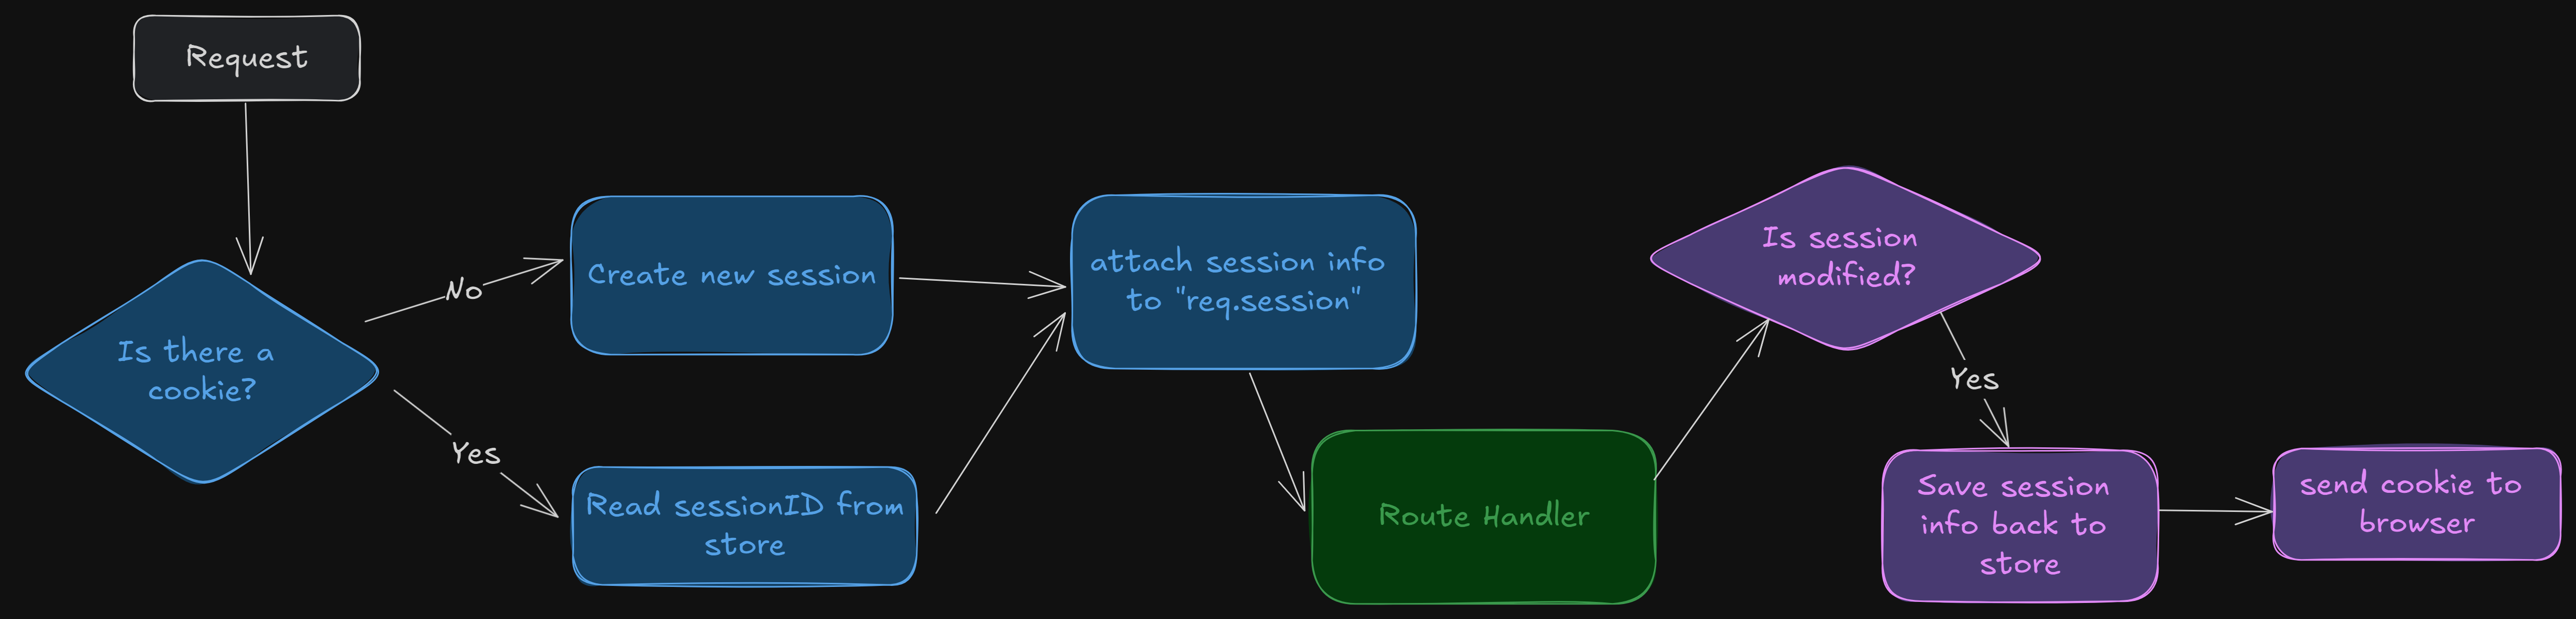 Request
Is there a
cookie?
No
Yes
Create new session
Read sessionID from
store
attach session info
to "req.session"
Route Handler
Is session
modified?
Yes
Save session
info back to
store
send cookie to
browser